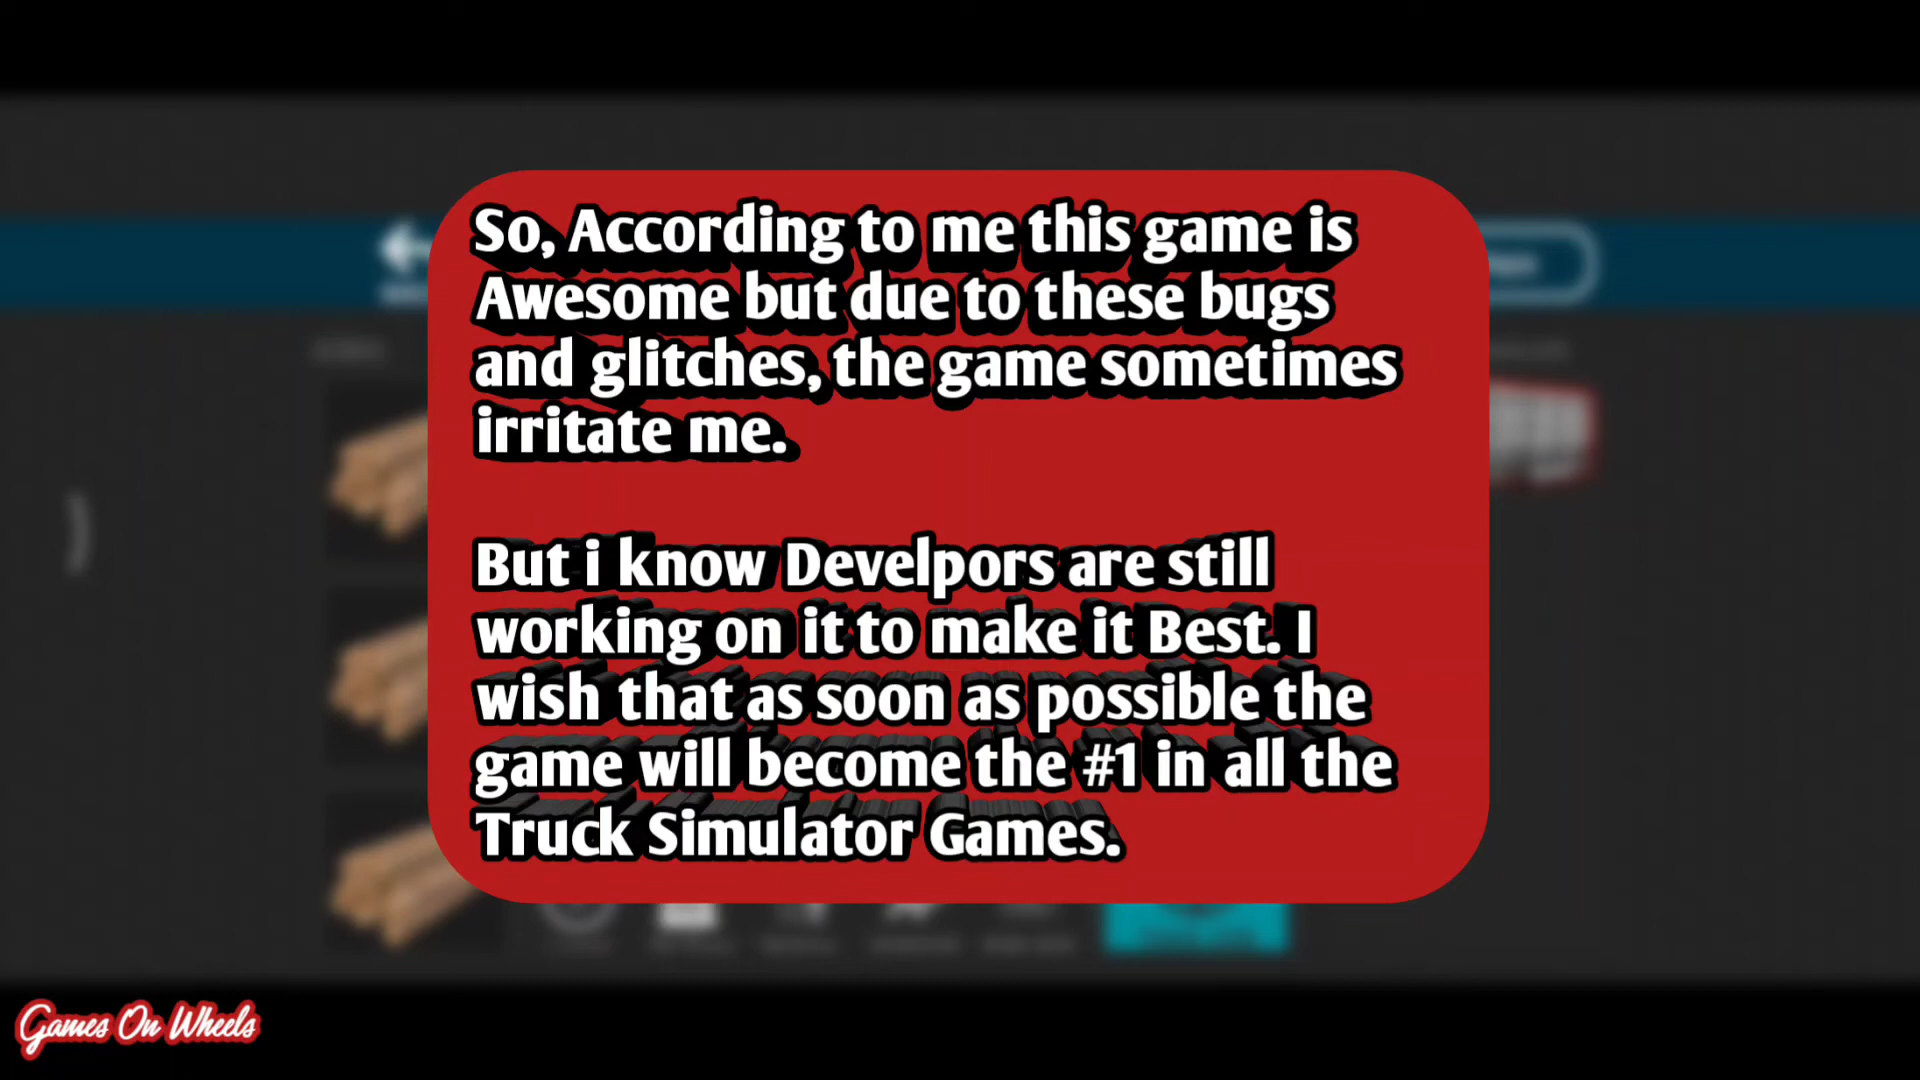 So, According to me this game is
Awesome but due to these bugs
and glitches, the game sometimes
irritate me.
But i know Develpors are still
working on it to make it Best. I
wish that as soon as possible the
game will become the #1 in all the
Truck Simulator Games.
Games On Wheels